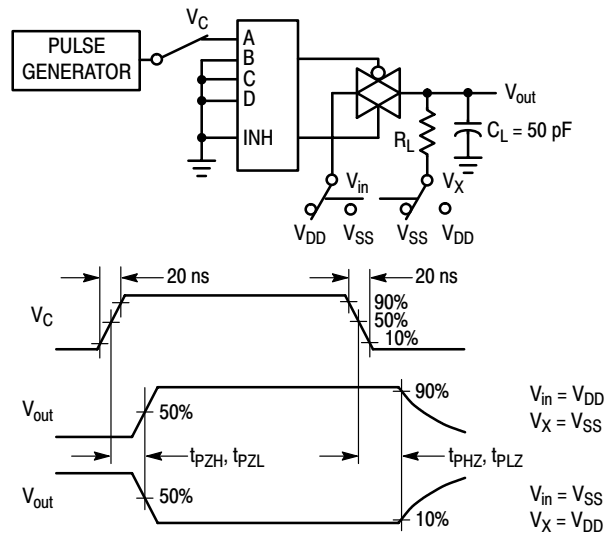 V_C
PULSE
GENERATOR
A
B
C
D
INH
V_out
R_L
C_L = 50 pF
V_in
V_X
V_DD
V_SS
V_SS
V_DD
20 ns
20 ns
V_C
90%
50%
10%
V_out
50%
90%
V_in = V_DD
V_X = V_SS
t_PZH, t_PZL
t_PHZ, t_PLZ
V_out
50%
10%
V_in = V_SS
V_X = V_DD